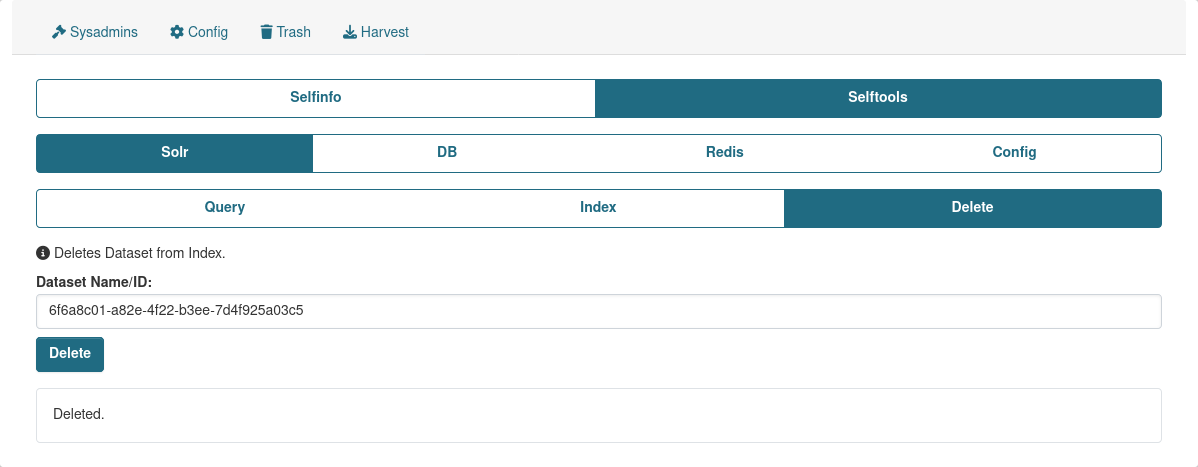 Sysadmins Config Trash Harvest
Selfinfo Selftools
Solr DB Redis Config
Query Index Delete
Deletes Dataset from Index.
Dataset Name/ID:
6f6a8c01-a82e-4f22-b3ee-7d4f925a03c5
Delete
Deleted.